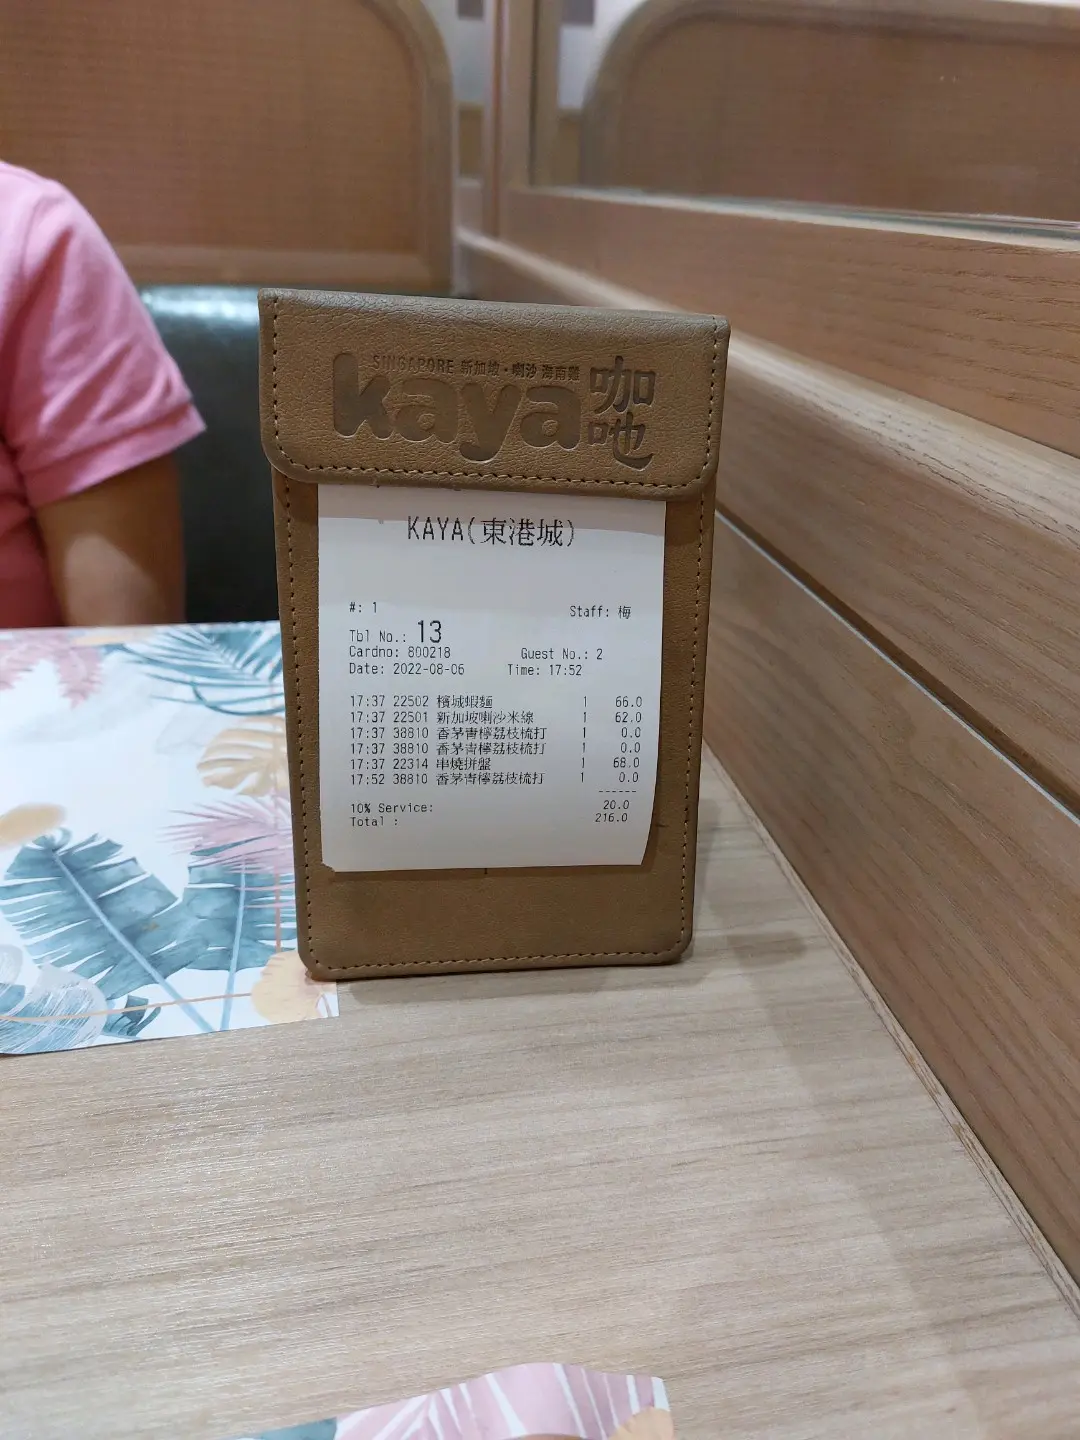 SINGAPORE 新加坡・喇沙 海南雞
kaya 咖吔
KAYA(東港城)
#: 1 Staff: 梅
Tbl No.: 13
Cardno: 800218 Guest No.: 2
Date: 2022-08-06 Time: 17:52
17:37 22502 檳城蝦麵 1 66.0
17:37 22501 新加坡喇沙米線 1 62.0
17:37 38810 香茅青檸荔枝梳打 1 0.0
17:37 38810 香茅青檸荔枝梳打 1 0.0
17:37 22314 串燒拼盤 1 68.0
17:52 38810 香茅青檸荔枝梳打 1 0.0
------
10% Service: 20.0
Total : 216.0